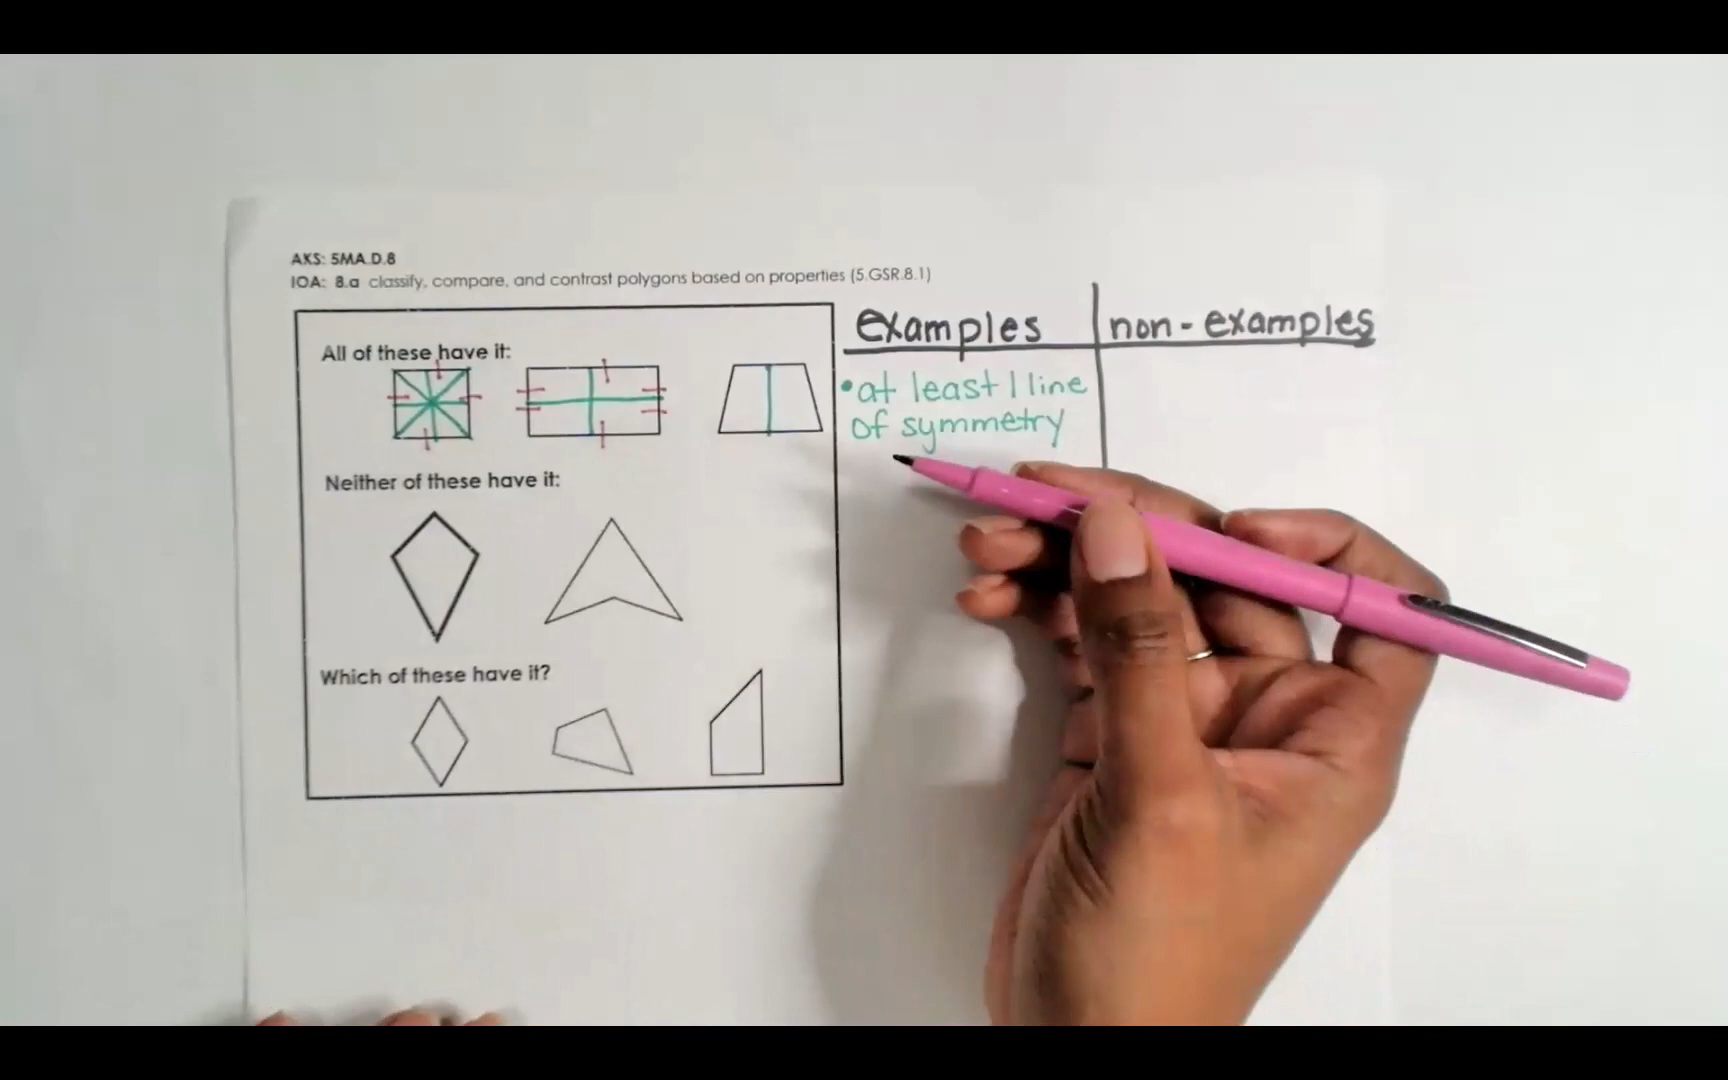 AKS: 5MA.D.8
IOA: 8.a classify, compare, and contrast polygons based on properties (5.GSR.8.1)
All of these have it:
Neither of these have it:
Which of these have it?
examples
non-examples
•at least 1 line
of symmetry